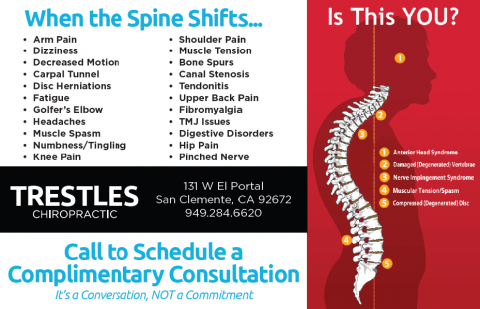 When the Spine Shifts...
• Arm Pain
• Dizziness
• Decreased Motion
• Carpal Tunnel
• Disc Herniations
• Fatigue
• Golfer's Elbow
• Headaches
• Muscle Spasm
• Numbness/Tingling
• Knee Pain
• Shoulder Pain
• Muscle Tension
• Bone Spurs
• Canal Stenosis
• Tendonitis
• Upper Back Pain
• Fibromyalgia
• TMJ Issues
• Digestive Disorders
• Hip Pain
• Pinched Nerve
TRESTLES
CHIROPRACTIC
131 W El Portal
San Clemente, CA 92672
949.284.6620
Call to Schedule a
Complimentary Consultation
It's a Conversation, NOT a Commitment
Is This YOU?
1
2
3
4
5
1 Anterior Head Syndrome
2 Damaged (Degenerated) Vertebrae
3 Nerve Impingement Syndrome
4 Muscular Tension/Spasm
5 Compressed (Degenerated) Disc